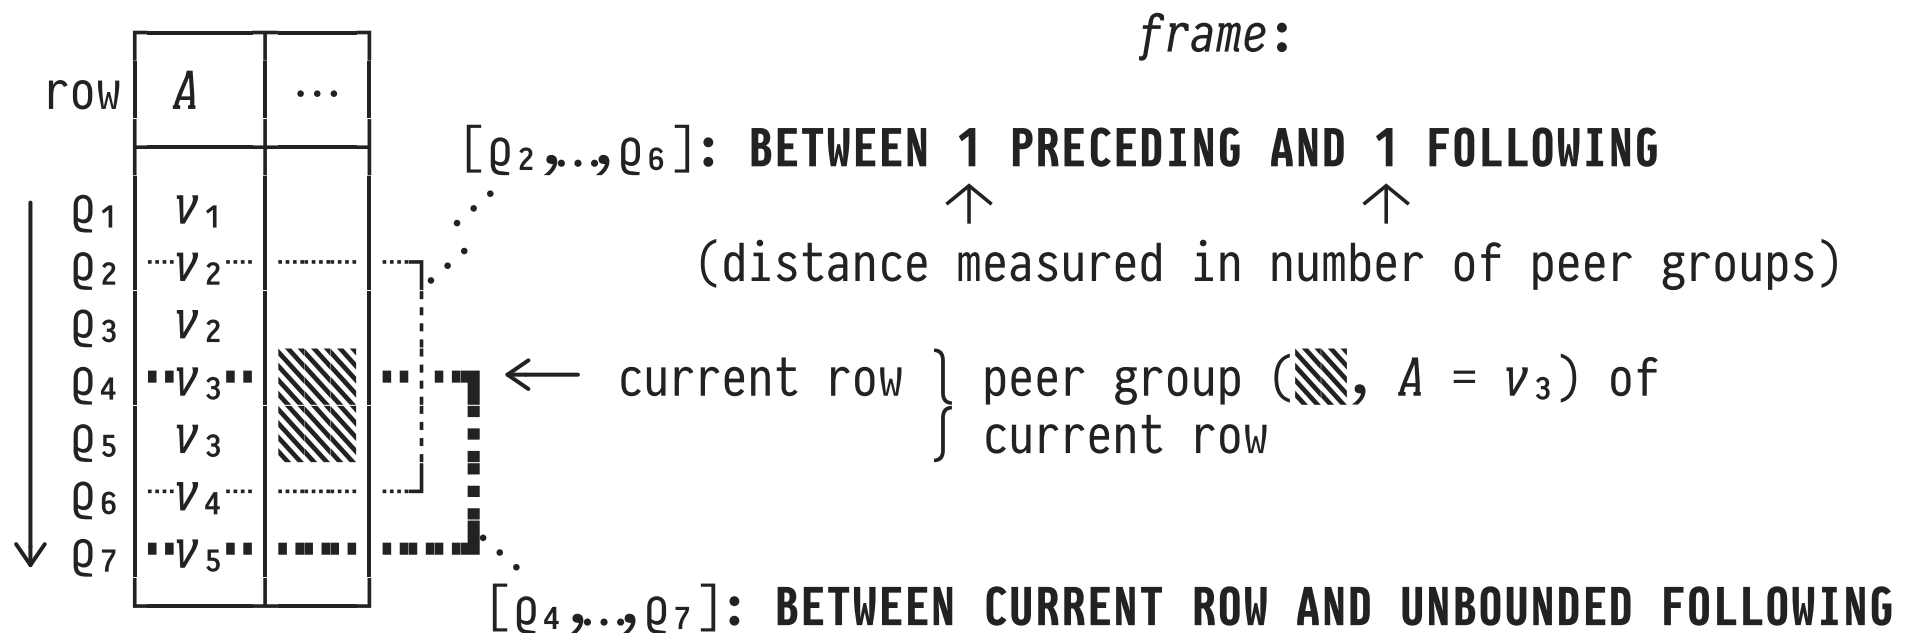 frame:
row A ···
[ϱ₂,..,ϱ₆]: BETWEEN 1 PRECEDING AND 1 FOLLOWING
ϱ₁ v₁
(distance measured in number of peer groups)
ϱ₂ v₂
ϱ₃ v₂
ϱ₄ v₃ ← current row } peer group (▨, A = v₃) of
ϱ₅ v₃ current row
ϱ₆ v₄
ϱ₇ v₅
[ϱ₄,..,ϱ₇]: BETWEEN CURRENT ROW AND UNBOUNDED FOLLOWING